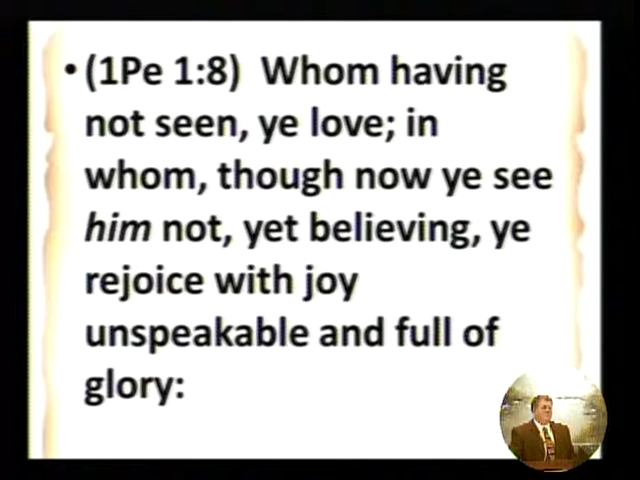 • (1Pe 1:8) Whom having
not seen, ye love; in
whom, though now ye see
him not, yet believing, ye
rejoice with joy
unspeakable and full of
glory: